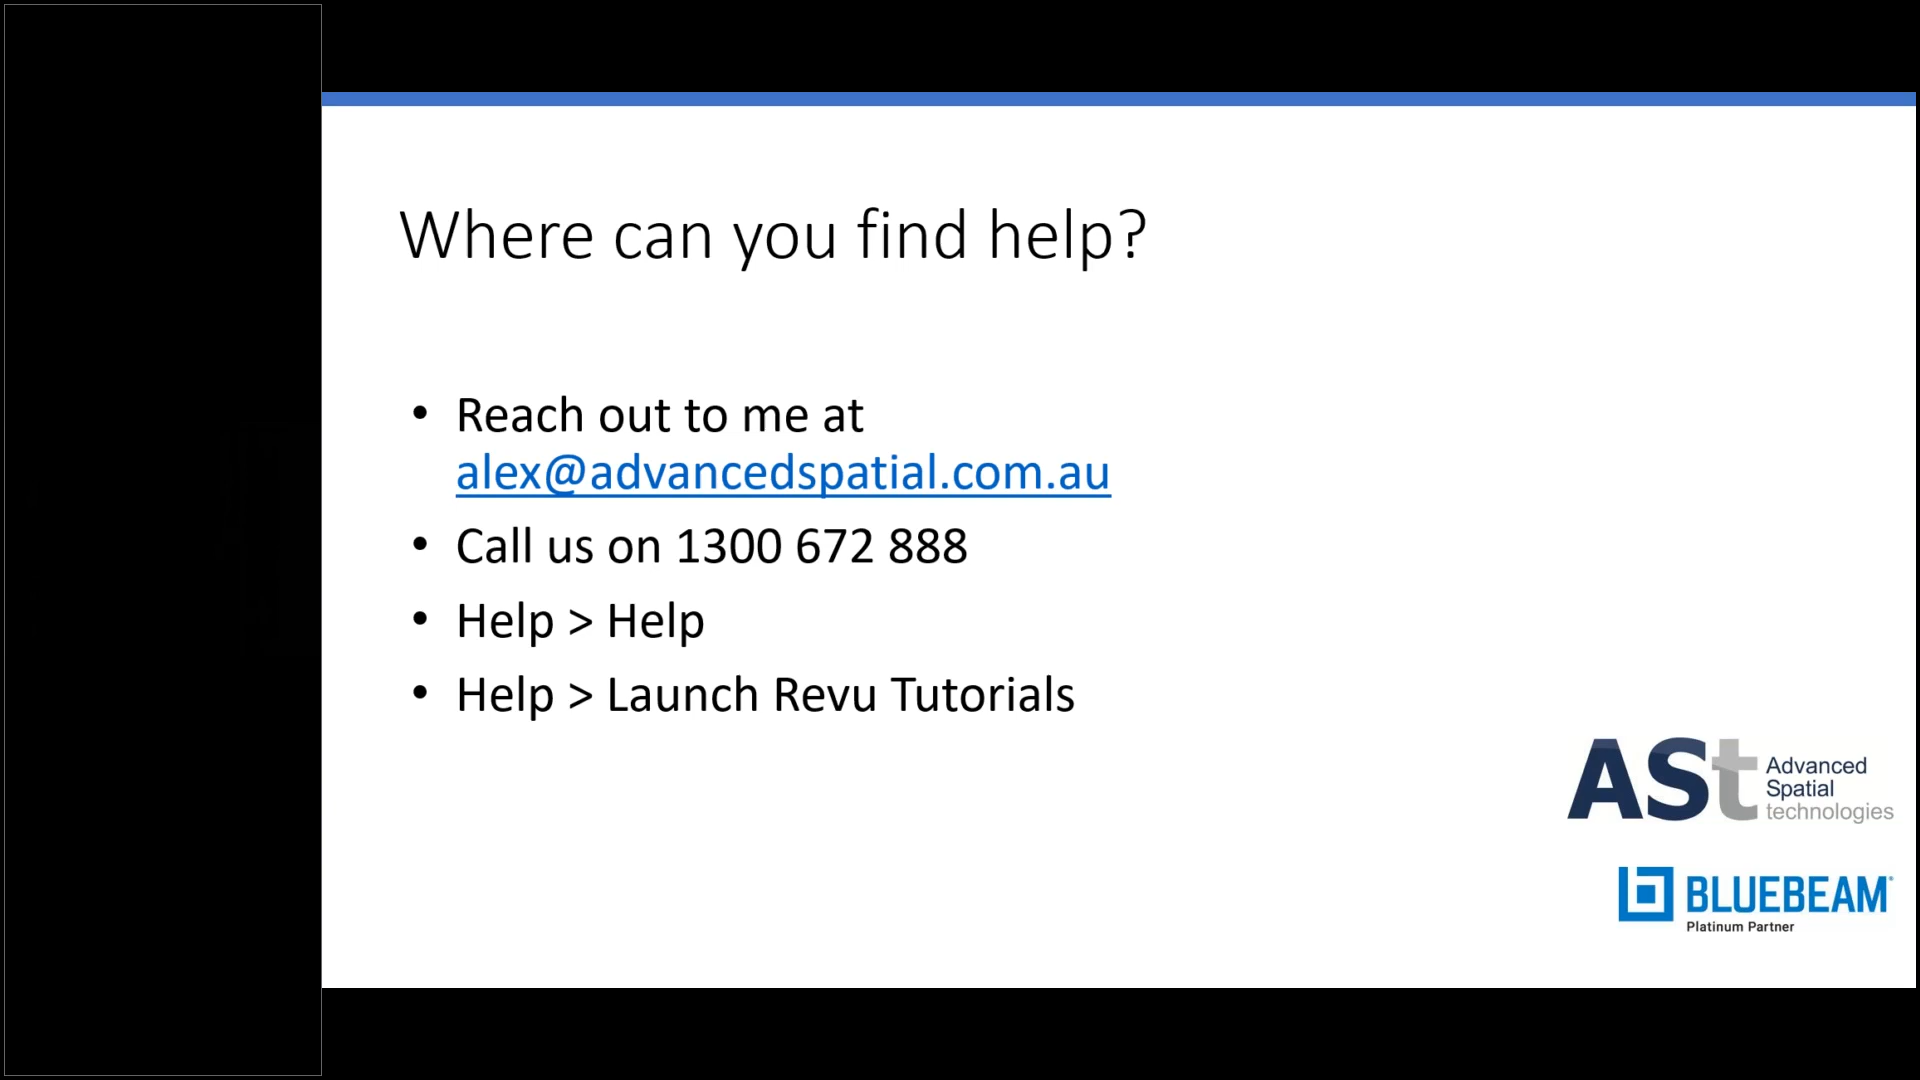 Where can you find help?
• Reach out to me at
alex@advancedspatial.com.au
• Call us on 1300 672 888
• Help > Help
• Help > Launch Revu Tutorials
ASt Advanced
Spatial
technologies
BLUEBEAM®
Platinum Partner